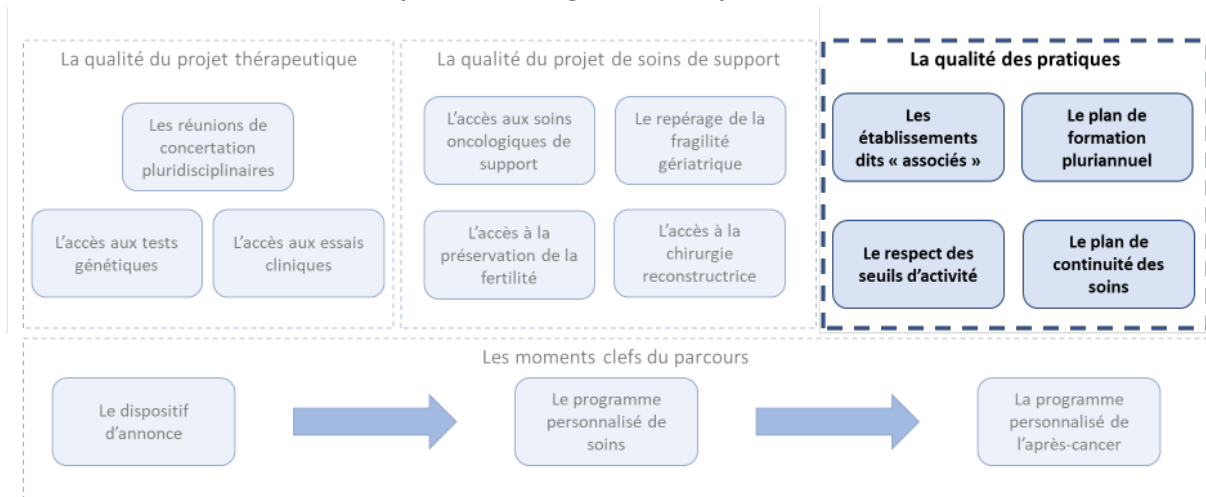 La qualité du projet thérapeutique
Les réunions de
concertation
pluridisciplinaires
L'accès aux tests
génétiques
L'accès aux essais
cliniques
La qualité du projet de soins de support
L'accès aux soins
oncologiques de
support
Le repérage de la
fragilité
gériatrique
L'accès à la
préservation de la
fertilité
L'accès à la
chirurgie
reconstructrice
La qualité des pratiques
Les
établissements
dits « associés »
Le plan de
formation
pluriannuel
Le respect des
seuils d'activité
Le plan de
continuité des
soins
Les moments clefs du parcours
Le dispositif
d'annonce
Le programme
personnalisé de
soins
La programme
personnalisé de
l'après-cancer